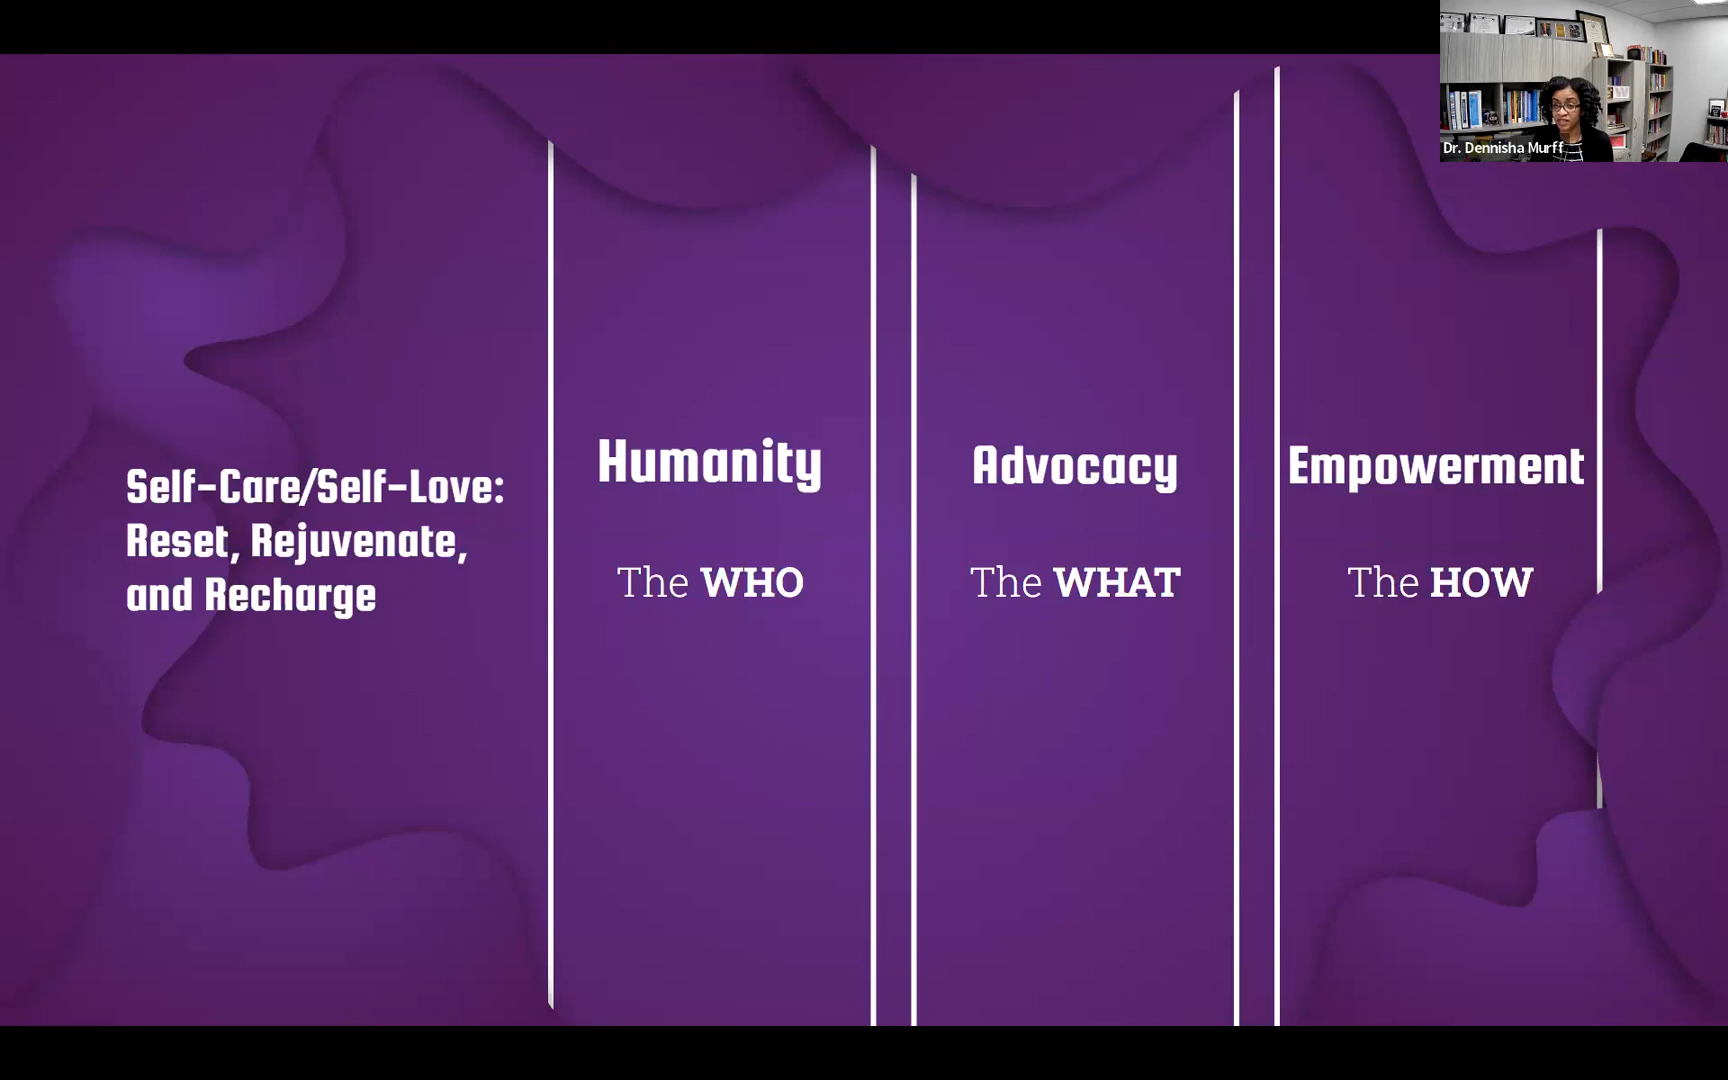 Dr. Dennisha Murff
Self-Care/Self-Love:
Reset, Rejuvenate,
and Recharge
Humanity
The WHO
Advocacy
The WHAT
Empowerment
The HOW